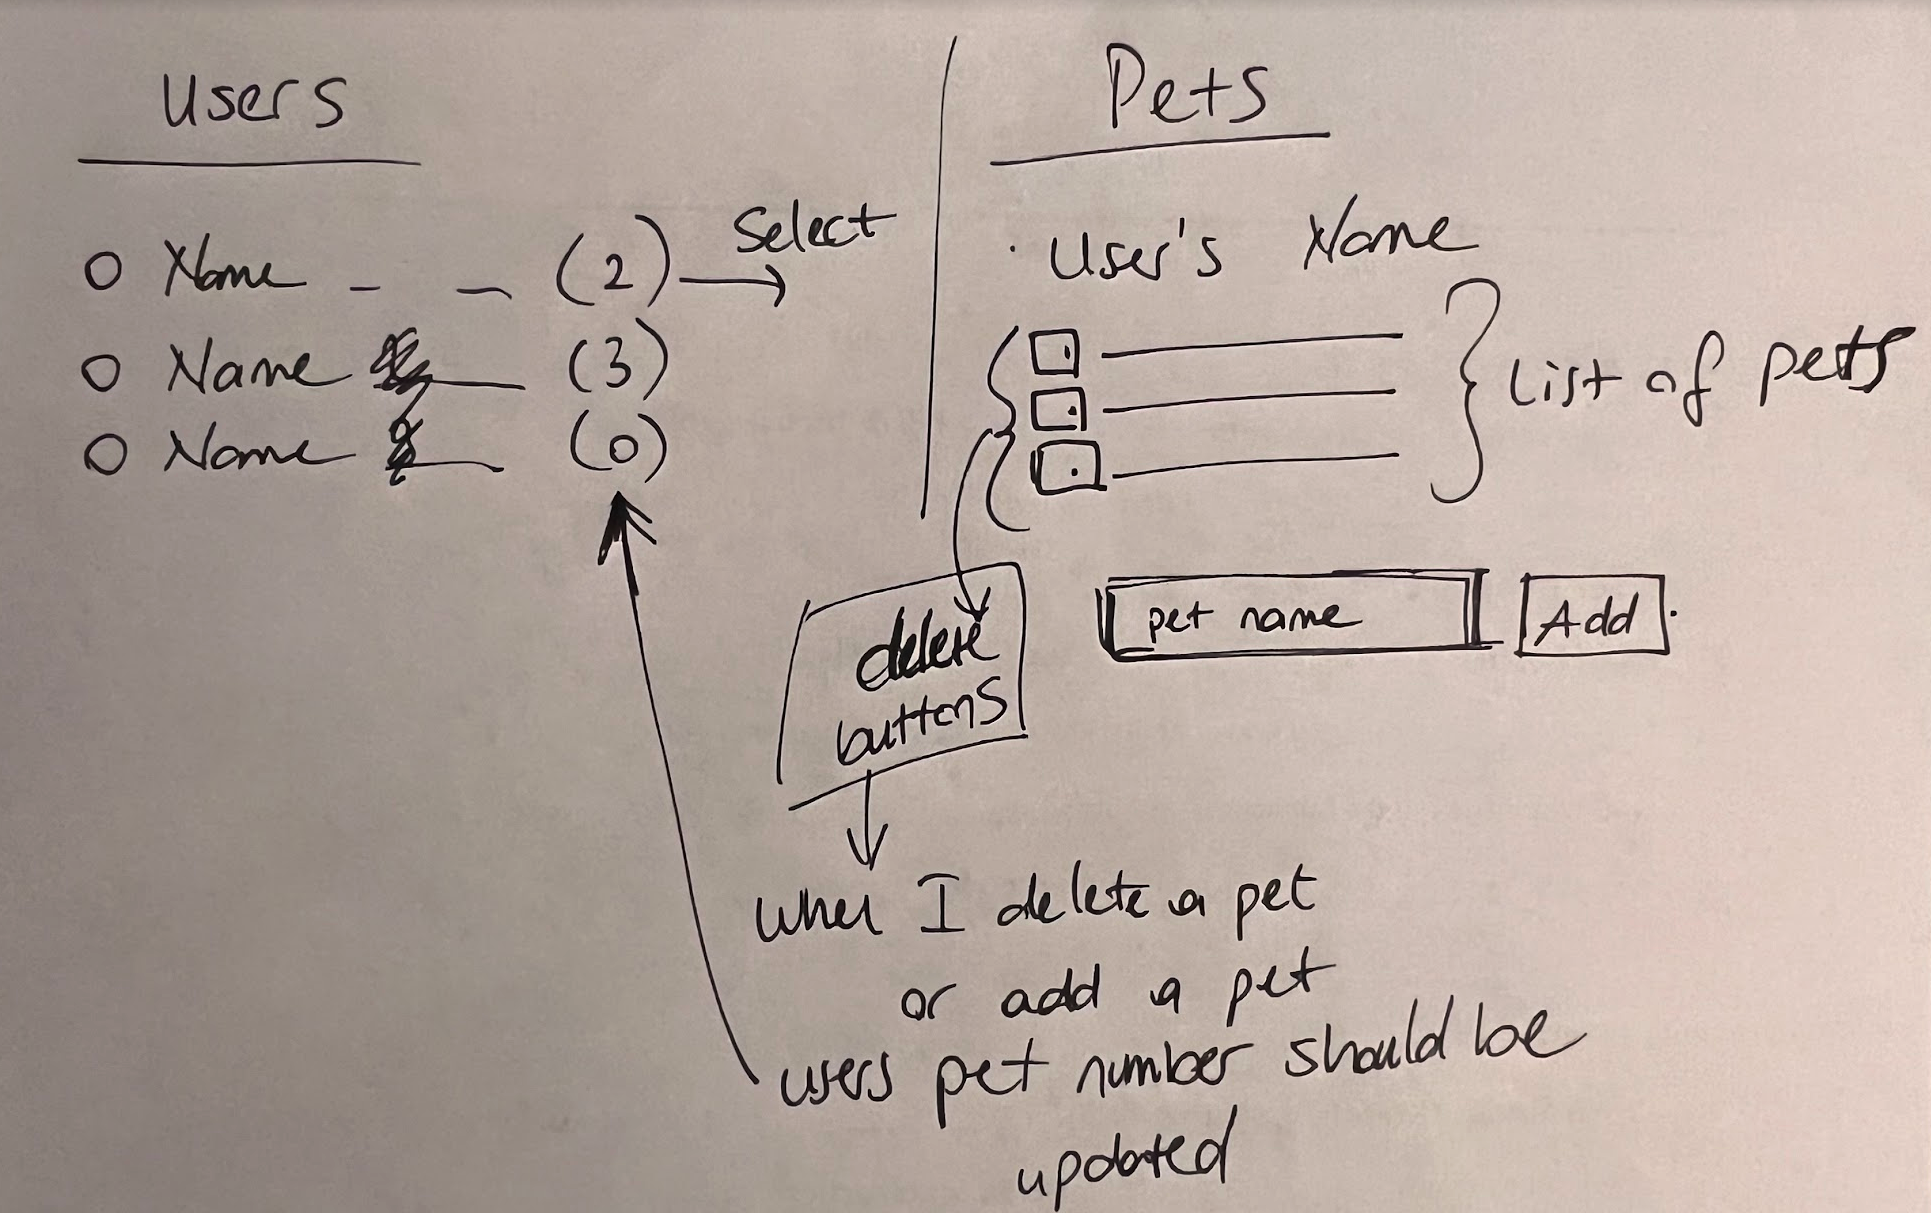 Users
Name (2) Select
Name (3)
Name (0)
Pets
User's Name
List of pets
pet name Add
delete
buttons
when I delete a pet
or add a pet
users pet number should be
updated